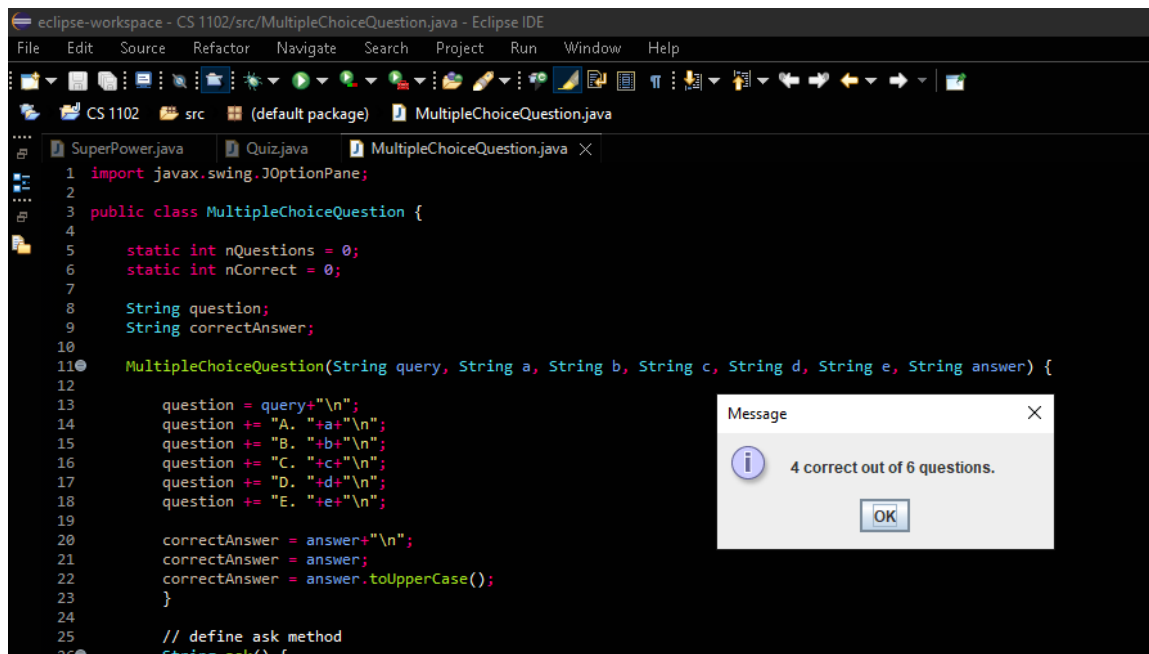 eclipse-workspace - CS 1102/src/MultipleChoiceQuestion.java - Eclipse IDE
File Edit Source Refactor Navigate Search Project Run Window Help
CS 1102 src (default package) MultipleChoiceQuestion.java
SuperPower.java Quiz.java MultipleChoiceQuestion.java
1 import javax.swing.JOptionPane;
2
3 public class MultipleChoiceQuestion {
4
5 static int nQuestions = 0;
6 static int nCorrect = 0;
7
8 String question;
9 String correctAnswer;
10
11 MultipleChoiceQuestion(String query, String a, String b, String c, String d, String e, String answer) {
12
13 question = query+"\n";
14 question += "A. "+a+"\n";
15 question += "B. "+b+"\n";
16 question += "C. "+c+"\n";
17 question += "D. "+d+"\n";
18 question += "E. "+e+"\n";
19
20 correctAnswer = answer+"\n";
21 correctAnswer = answer;
22 correctAnswer = answer.toUpperCase();
23 }
24
25 // define ask method
Message
4 correct out of 6 questions.
OK